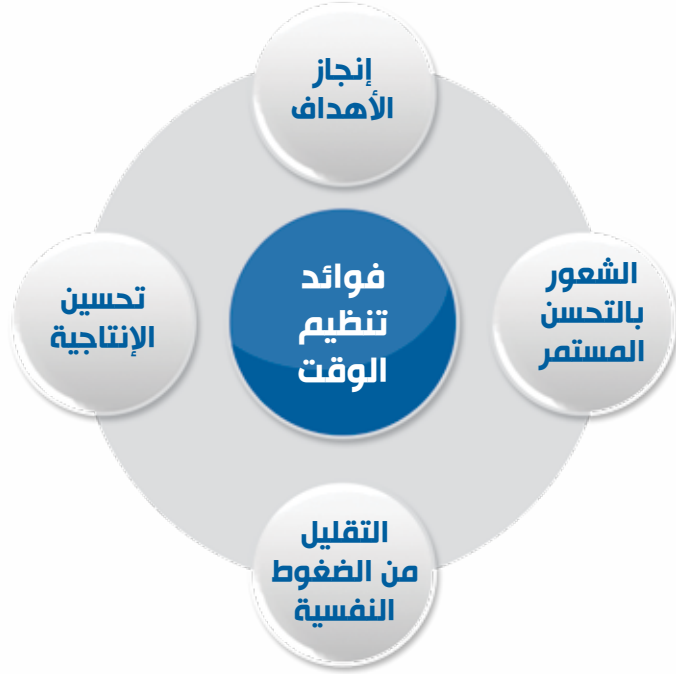 إنجاز
الأهداف
الشعور
بالتحسن
المستمر
فوائد
تنظيم
الوقت
تحسين
الإنتاجية
التقليل
من الضغوط
النفسية